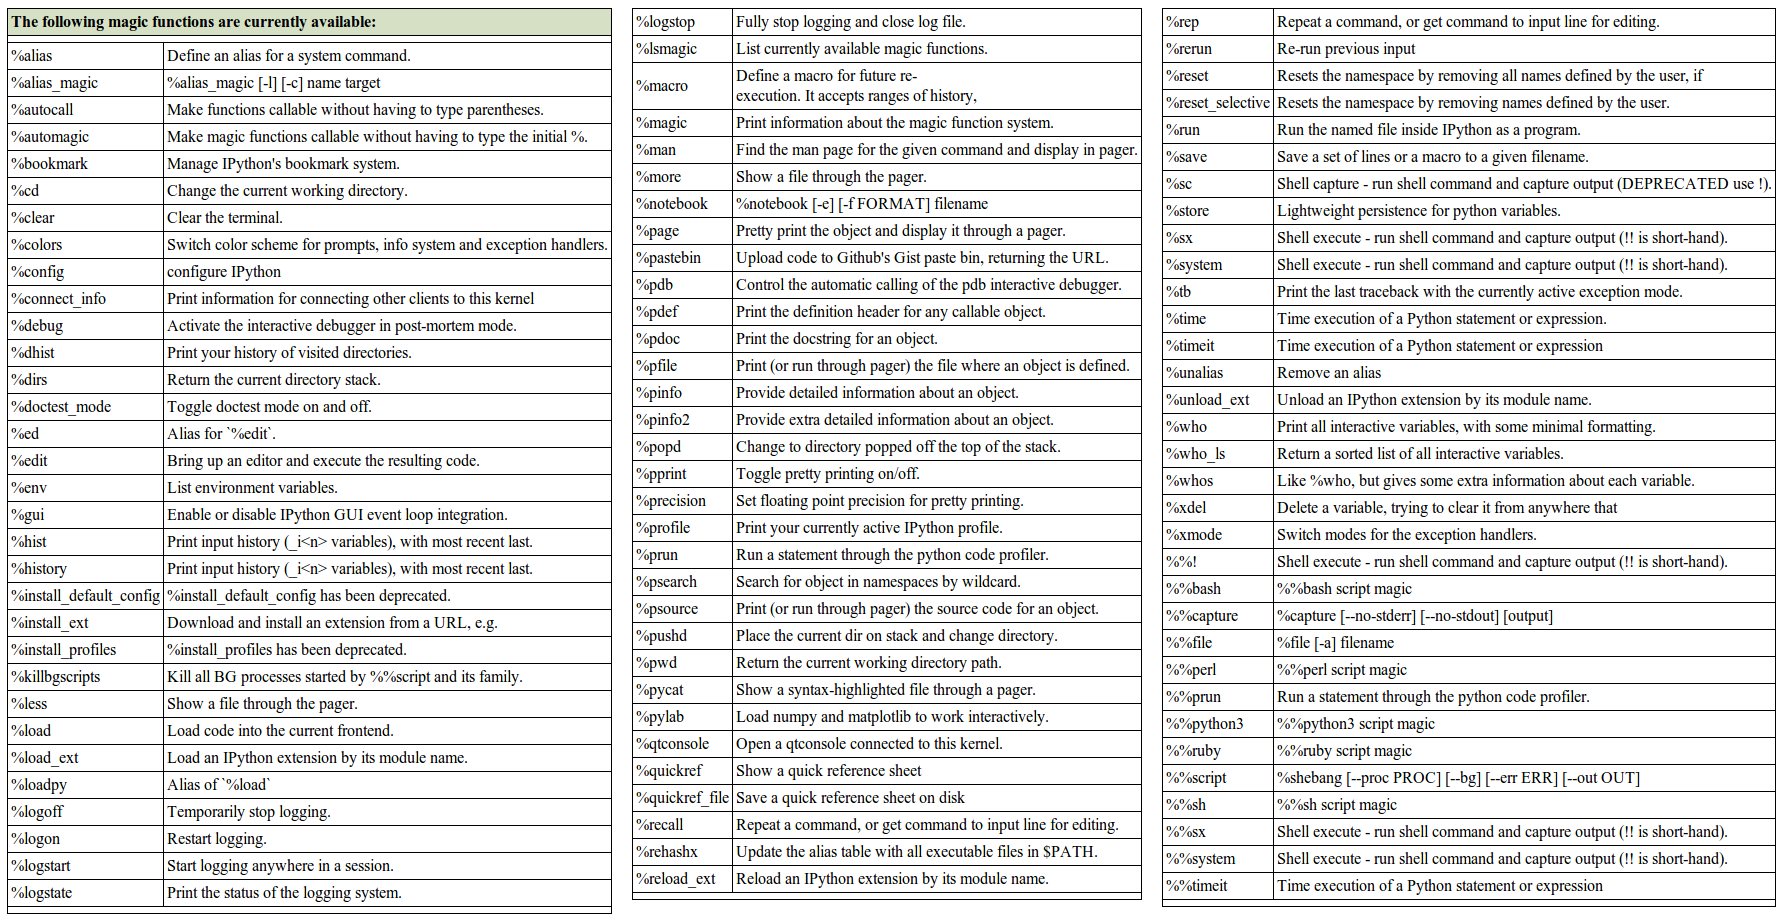 The following magic functions are currently available:
%alias Define an alias for a system command.
%alias_magic %alias_magic [-l] [-c] name target
%autocall Make functions callable without having to type parentheses.
%automagic Make magic functions callable without having to type the initial %.
%bookmark Manage IPython's bookmark system.
%cd Change the current working directory.
%clear Clear the terminal.
%colors Switch color scheme for prompts, info system and exception handlers.
%config configure IPython
%connect_info Print information for connecting other clients to this kernel
%debug Activate the interactive debugger in post-mortem mode.
%dhist Print your history of visited directories.
%dirs Return the current directory stack.
%doctest_mode Toggle doctest mode on and off.
%ed Alias for `%edit`.
%edit Bring up an editor and execute the resulting code.
%env List environment variables.
%gui Enable or disable IPython GUI event loop integration.
%hist Print input history (_i<n> variables), with most recent last.
%history Print input history (_i<n> variables), with most recent last.
%install_default_config %install_default_config has been deprecated.
%install_ext Download and install an extension from a URL, e.g.
%install_profiles %install_profiles has been deprecated.
%killbgscripts Kill all BG processes started by %%script and its family.
%less Show a file through the pager.
%load Load code into the current frontend.
%load_ext Load an IPython extension by its module name.
%loadpy Alias of `%load`
%logoff Temporarily stop logging.
%logon Restart logging.
%logstart Start logging anywhere in a session.
%logstate Print the status of the logging system.
%logstop Fully stop logging and close log file.
%lsmagic List currently available magic functions.
%macro Define a macro for future re-
execution. It accepts ranges of history,
%magic Print information about the magic function system.
%man Find the man page for the given command and display in pager.
%more Show a file through the pager.
%notebook %notebook [-e] [-f FORMAT] filename
%page Pretty print the object and display it through a pager.
%pastebin Upload code to Github's Gist paste bin, returning the URL.
%pdb Control the automatic calling of the pdb interactive debugger.
%pdef Print the definition header for any callable object.
%pdoc Print the docstring for an object.
%pfile Print (or run through pager) the file where an object is defined.
%pinfo Provide detailed information about an object.
%pinfo2 Provide extra detailed information about an object.
%popd Change to directory popped off the top of the stack.
%pprint Toggle pretty printing on/off.
%precision Set floating point precision for pretty printing.
%profile Print your currently active IPython profile.
%prun Run a statement through the python code profiler.
%psearch Search for object in namespaces by wildcard.
%psource Print (or run through pager) the source code for an object.
%pushd Place the current dir on stack and change directory.
%pwd Return the current working directory path.
%pycat Show a syntax-highlighted file through a pager.
%pylab Load numpy and matplotlib to work interactively.
%qtconsole Open a qtconsole connected to this kernel.
%quickref Show a quick reference sheet
%quickref_file Save a quick reference sheet on disk
%recall Repeat a command, or get command to input line for editing.
%rehashx Update the alias table with all executable files in $PATH.
%reload_ext Reload an IPython extension by its module name.
%rep Repeat a command, or get command to input line for editing.
%rerun Re-run previous input
%reset Resets the namespace by removing all names defined by the user, if
%reset_selective Resets the namespace by removing names defined by the user.
%run Run the named file inside IPython as a program.
%save Save a set of lines or a macro to a given filename.
%sc Shell capture - run shell command and capture output (DEPRECATED use !).
%store Lightweight persistence for python variables.
%sx Shell execute - run shell command and capture output (!! is short-hand).
%system Shell execute - run shell command and capture output (!! is short-hand).
%tb Print the last traceback with the currently active exception mode.
%time Time execution of a Python statement or expression.
%timeit Time execution of a Python statement or expression
%unalias Remove an alias
%unload_ext Unload an IPython extension by its module name.
%who Print all interactive variables, with some minimal formatting.
%who_ls Return a sorted list of all interactive variables.
%whos Like %who, but gives some extra information about each variable.
%xdel Delete a variable, trying to clear it from anywhere that
%xmode Switch modes for the exception handlers.
%%! Shell execute - run shell command and capture output (!! is short-hand).
%%bash %%bash script magic
%%capture %capture [--no-stderr] [--no-stdout] [output]
%%file %file [-a] filename
%%perl %%perl script magic
%%prun Run a statement through the python code profiler.
%%python3 %%python3 script magic
%%ruby %%ruby script magic
%%script %shebang [--proc PROC] [--bg] [--err ERR] [--out OUT]
%%sh %%sh script magic
%%sx Shell execute - run shell command and capture output (!! is short-hand).
%%system Shell execute - run shell command and capture output (!! is short-hand).
%%timeit Time execution of a Python statement or expression